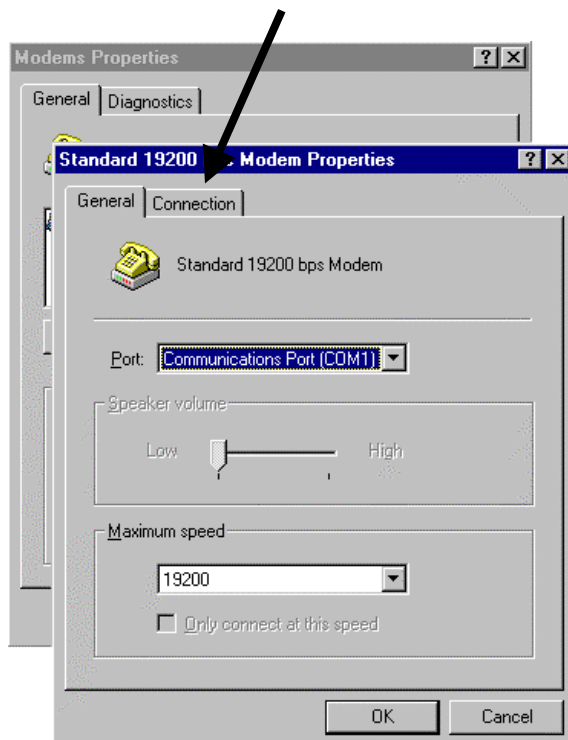 Modems Properties
General Diagnostics
Standard 19200 Modem Properties
General Connection
Standard 19200 bps Modem
Port: Communications Port (COM1)
Speaker volume
Low High
Maximum speed
19200
Only connect at this speed
OK Cancel